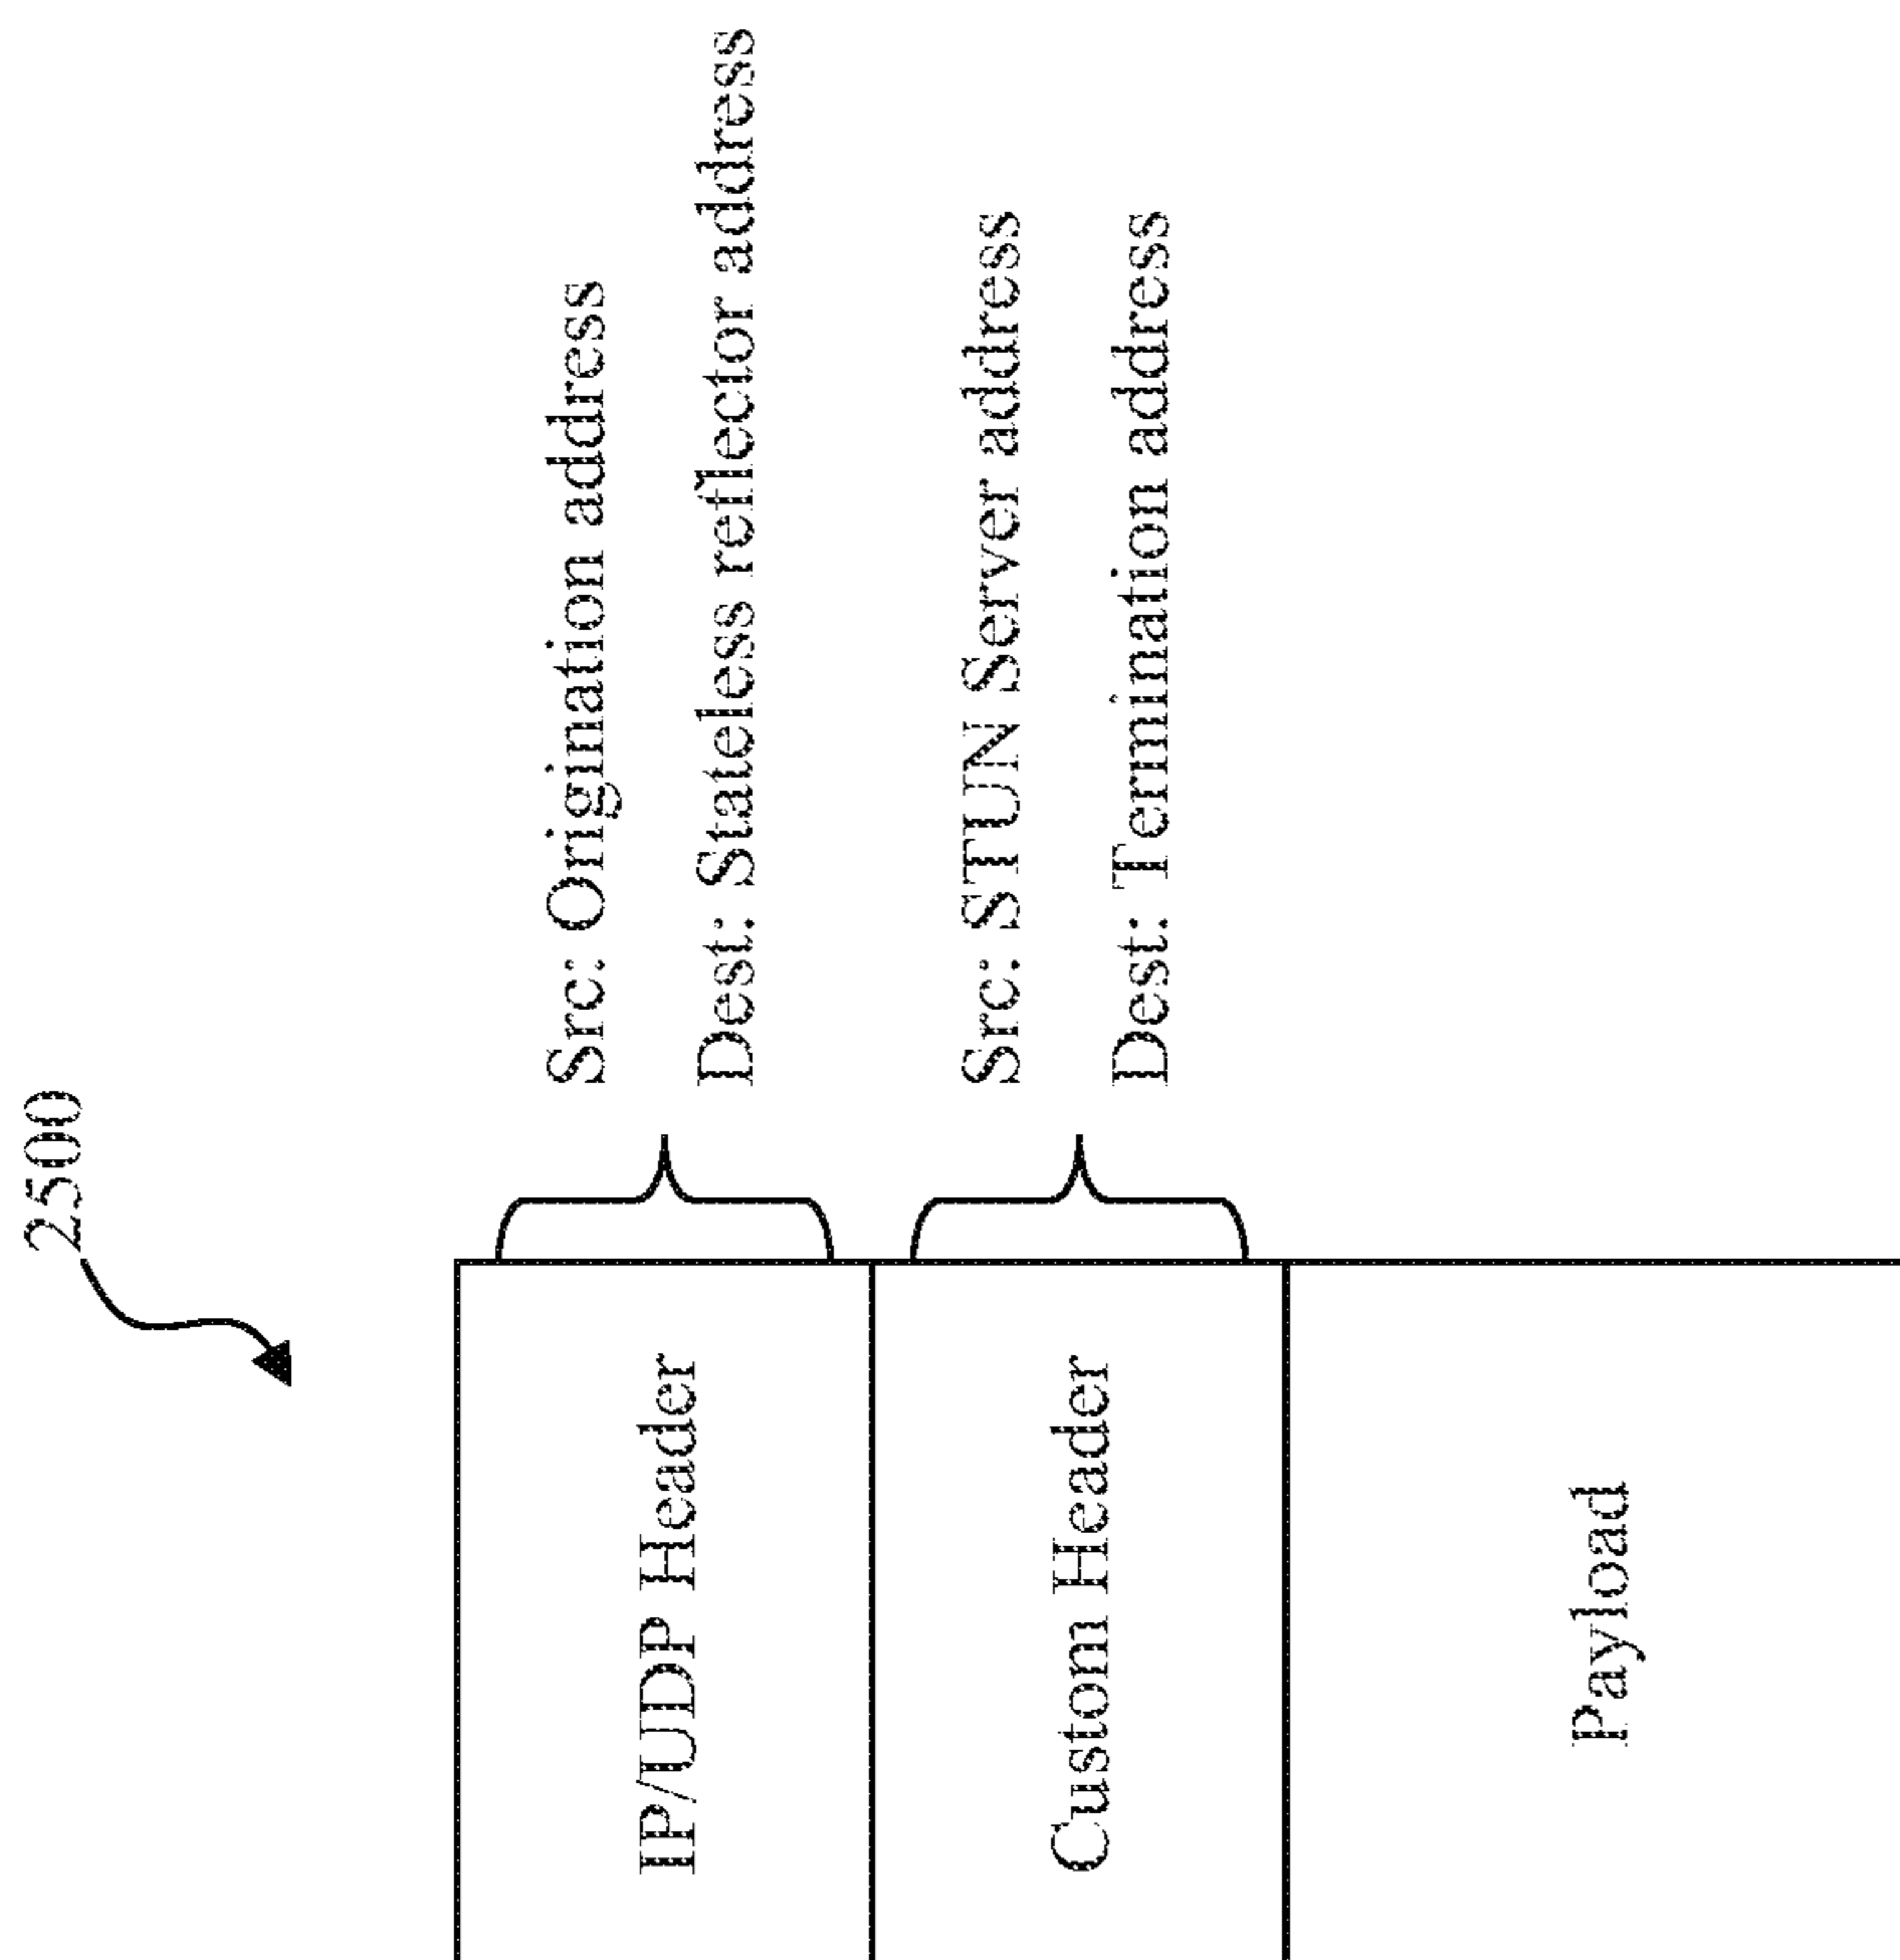 2500
IP/UDP Header
Src: Origination address
Dest: Stateless reflector address
Custom Header
Src: STUN Server address
Dest: Termination address
Payload